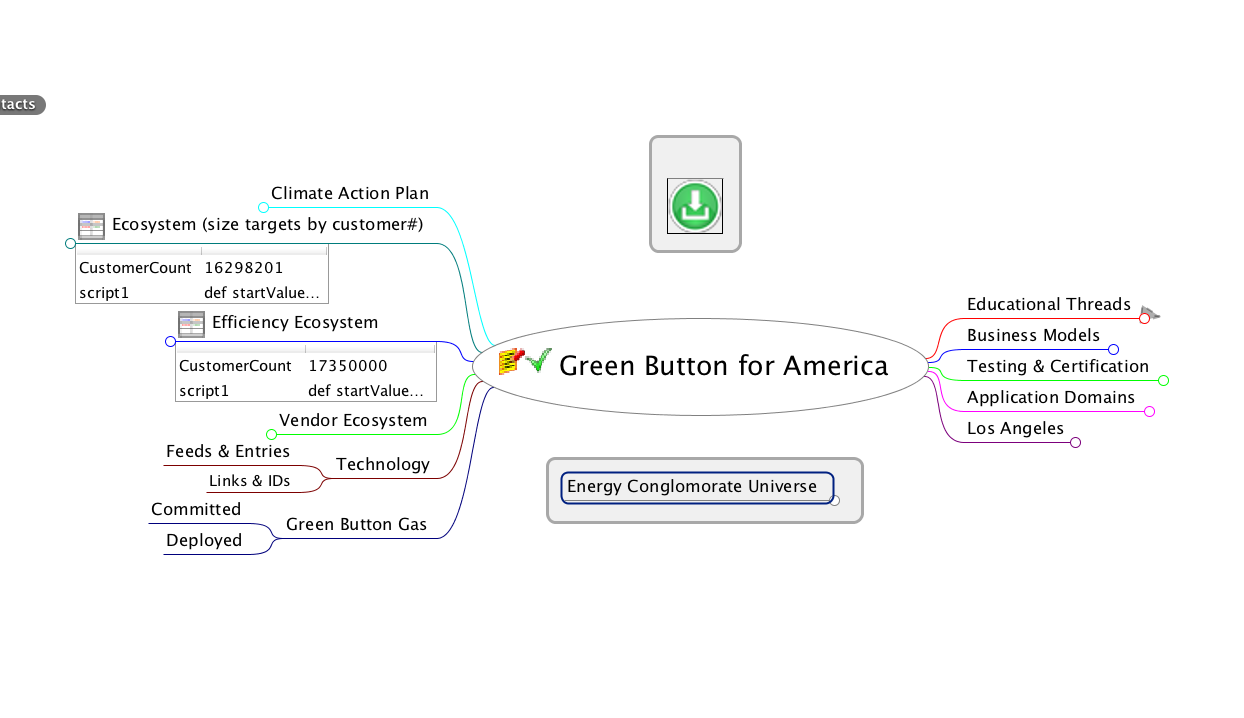 tacts
Climate Action Plan
Ecosystem (size targets by customer#)
CustomerCount 16298201
script1 def startValue...
Efficiency Ecosystem
CustomerCount 17350000
script1 def startValue...
Vendor Ecosystem
Feeds & Entries
Technology
Links & IDs
Committed
Green Button Gas
Deployed
Green Button for America
Energy Conglomorate Universe
Educational Threads
Business Models
Testing & Certification
Application Domains
Los Angeles